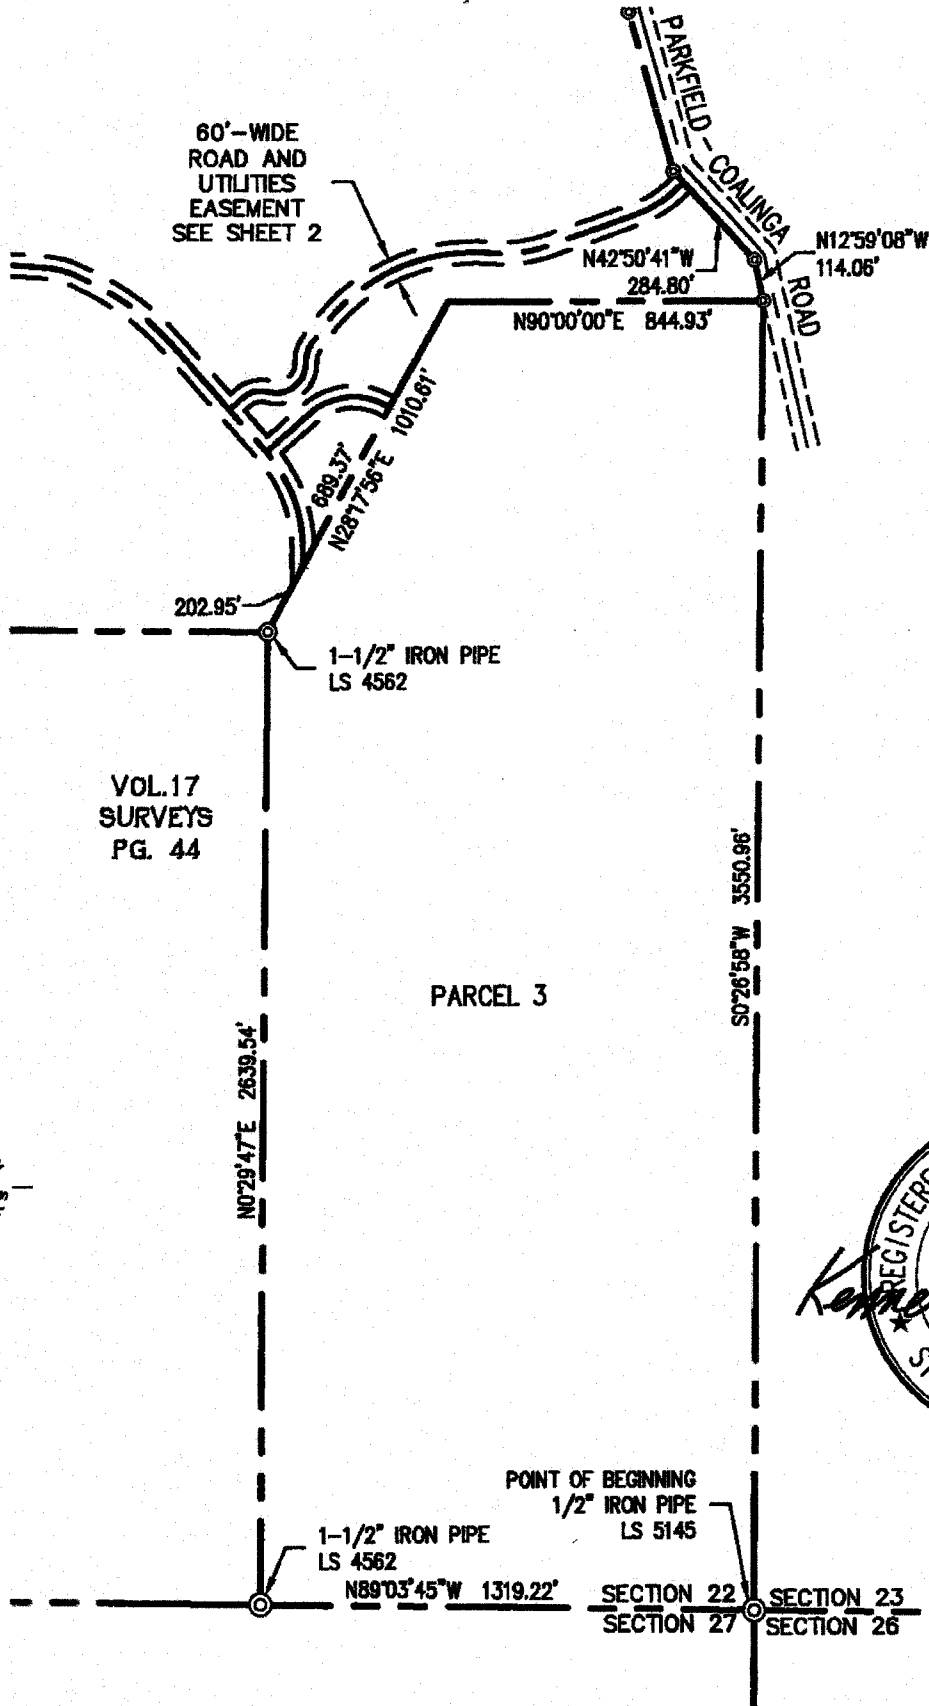 PARKFIELD - COALINGA ROAD
60'-WIDE
ROAD AND
UTILITIES
EASEMENT
SEE SHEET 2
N12°59'08"W
114.06'
N42°50'41"W
284.80'
N90°00'00"E 844.93'
689.37'
N28°17'56"E 1010.61'
202.95'
1-1/2" IRON PIPE
LS 4562
VOL.17
SURVEYS
PG. 44
S0°26'58"W 3550.96'
PARCEL 3
N0°29'47"E 2639.54'
POINT OF BEGINNING
1/2" IRON PIPE
LS 5145
1-1/2" IRON PIPE
LS 4562
N89°03'45"W 1319.22'
SECTION 22
SECTION 23
SECTION 27
SECTION 26